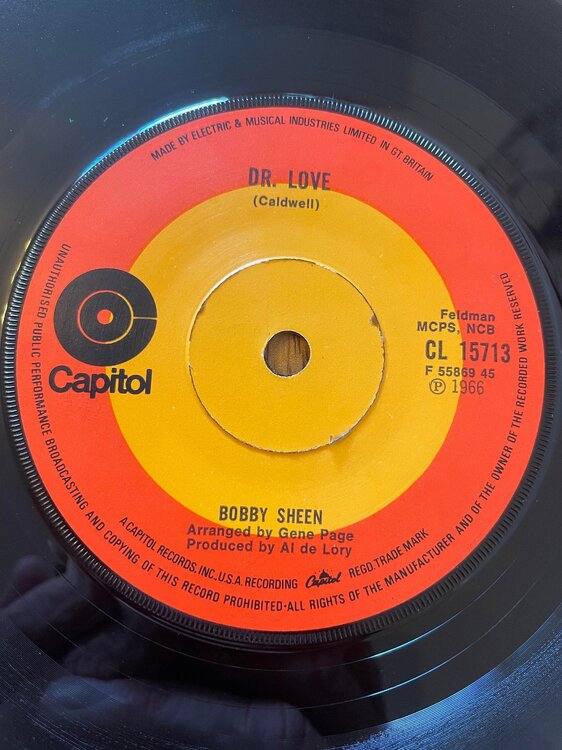 MADE BY ELECTRIC & MUSICAL INDUSTRIES LIMITED IN GT. BRITAIN
DR. LOVE
(Caldwell)
Capitol
Feldman
MCPS, NCB
CL 15713
F 55869 45
Ⓟ 1966
BOBBY SHEEN
Arranged by Gene Page
Produced by Al de Lory
A CAPITOL RECORDS, INC., U.S.A. RECORDING Capitol REGD. TRADE MARK
UNAUTHORISED PUBLIC PERFORMANCE BROADCASTING AND COPYING OF THIS RECORD PROHIBITED·ALL RIGHTS OF THE MANUFACTURER AND OF THE OWNER OF THE RECORDED WORK RESERVED